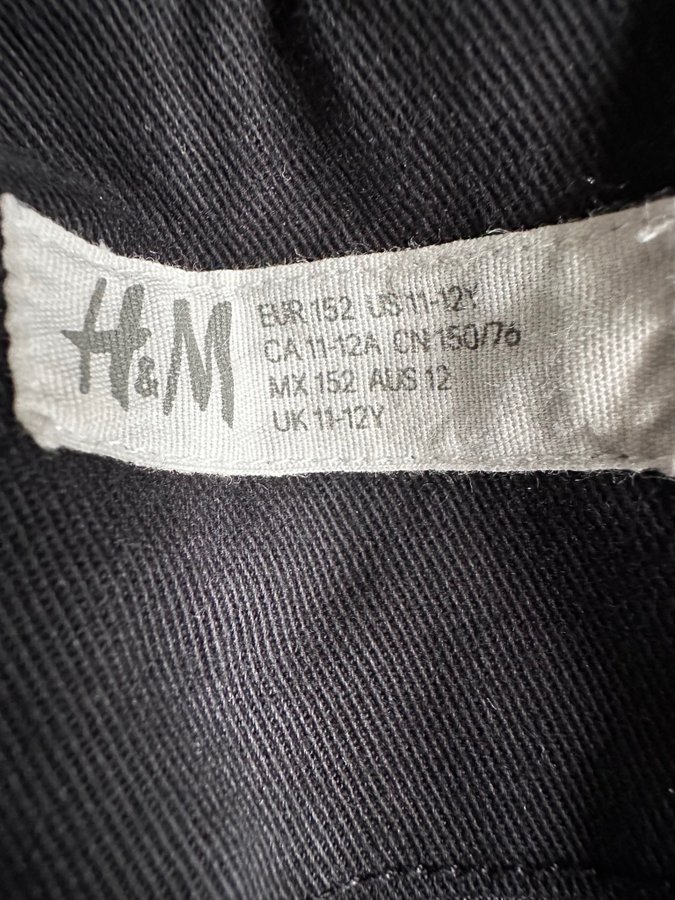 H&M
EUR 152 US 11-12Y
CA 11-12A CN 150/76
MX 152 AUS 12
UK 11-12Y